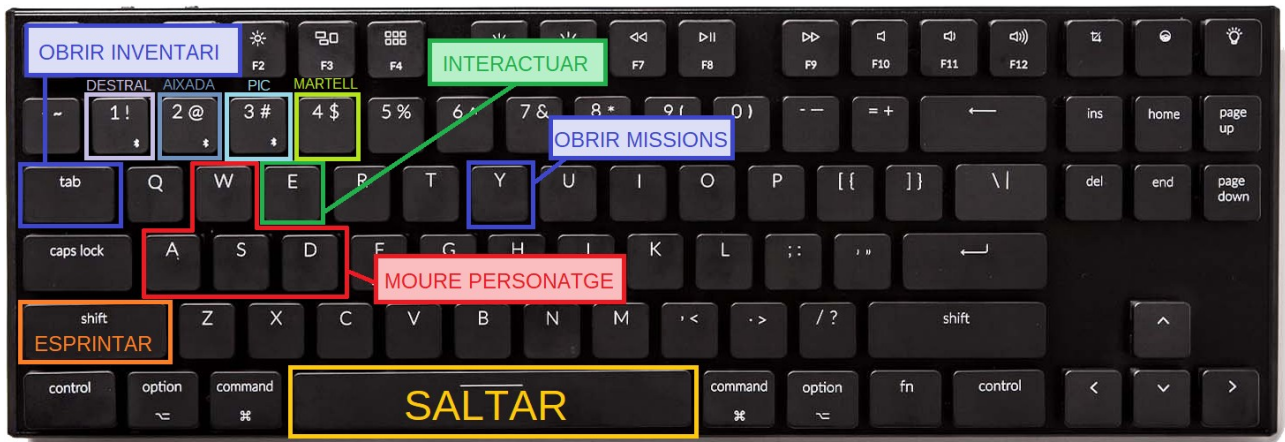 OBRIR INVENTARI
F2 F3 F4 F7 F8 F9 F10 F11 F12
INTERACTUAR
DESTRAL AIXADA PIC MARTELL
~ 1 ! 2 @ 3 # 4 $ 5 % 6 ^ 7 & 8 * 9 ( 0 ) - — = + ins home page up
OBRIR MISSIONS
tab Q W E R T Y U I O P [ { ] } \ | del end page down
caps lock A S D F G H J K L ; : ' "
MOURE PERSONATGE
shift Z X C V B N M , < . > / ? shift
ESPRINTAR
control option command command option fn control
SALTAR